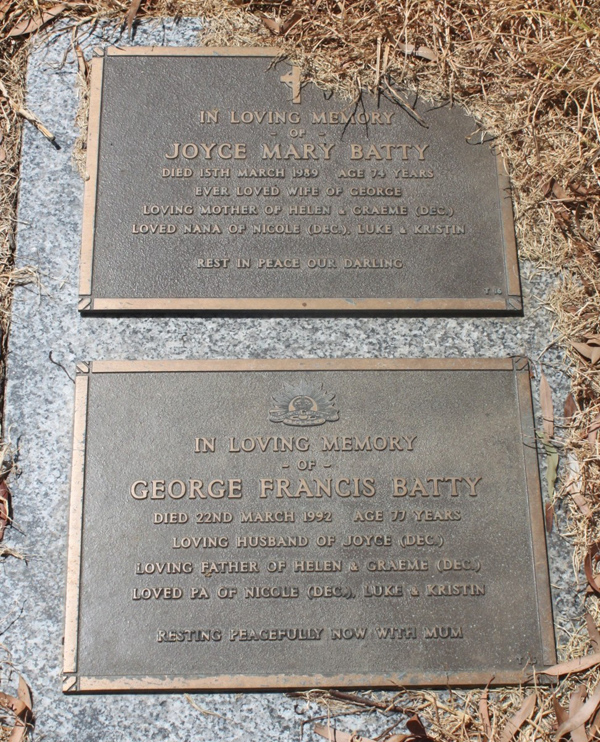 IN LOVING MEMORY
- OF -
JOYCE MARY BATTY
DIED 15TH MARCH 1989 AGE 74 YEARS
EVER LOVED WIFE OF GEORGE
LOVING MOTHER OF HELEN & GRAEME (DEC.)
LOVED NANA OF NICOLE (DEC.), LUKE & KRISTIN
REST IN PEACE OUR DARLING
IN LOVING MEMORY
- OF -
GEORGE FRANCIS BATTY
DIED 22ND MARCH 1992 AGE 77 YEARS
LOVING HUSBAND OF JOYCE (DEC.)
LOVING FATHER OF HELEN & GRAEME (DEC.)
LOVED PA OF NICOLE (DEC.), LUKE & KRISTIN
RESTING PEACEFULLY NOW WITH MUM